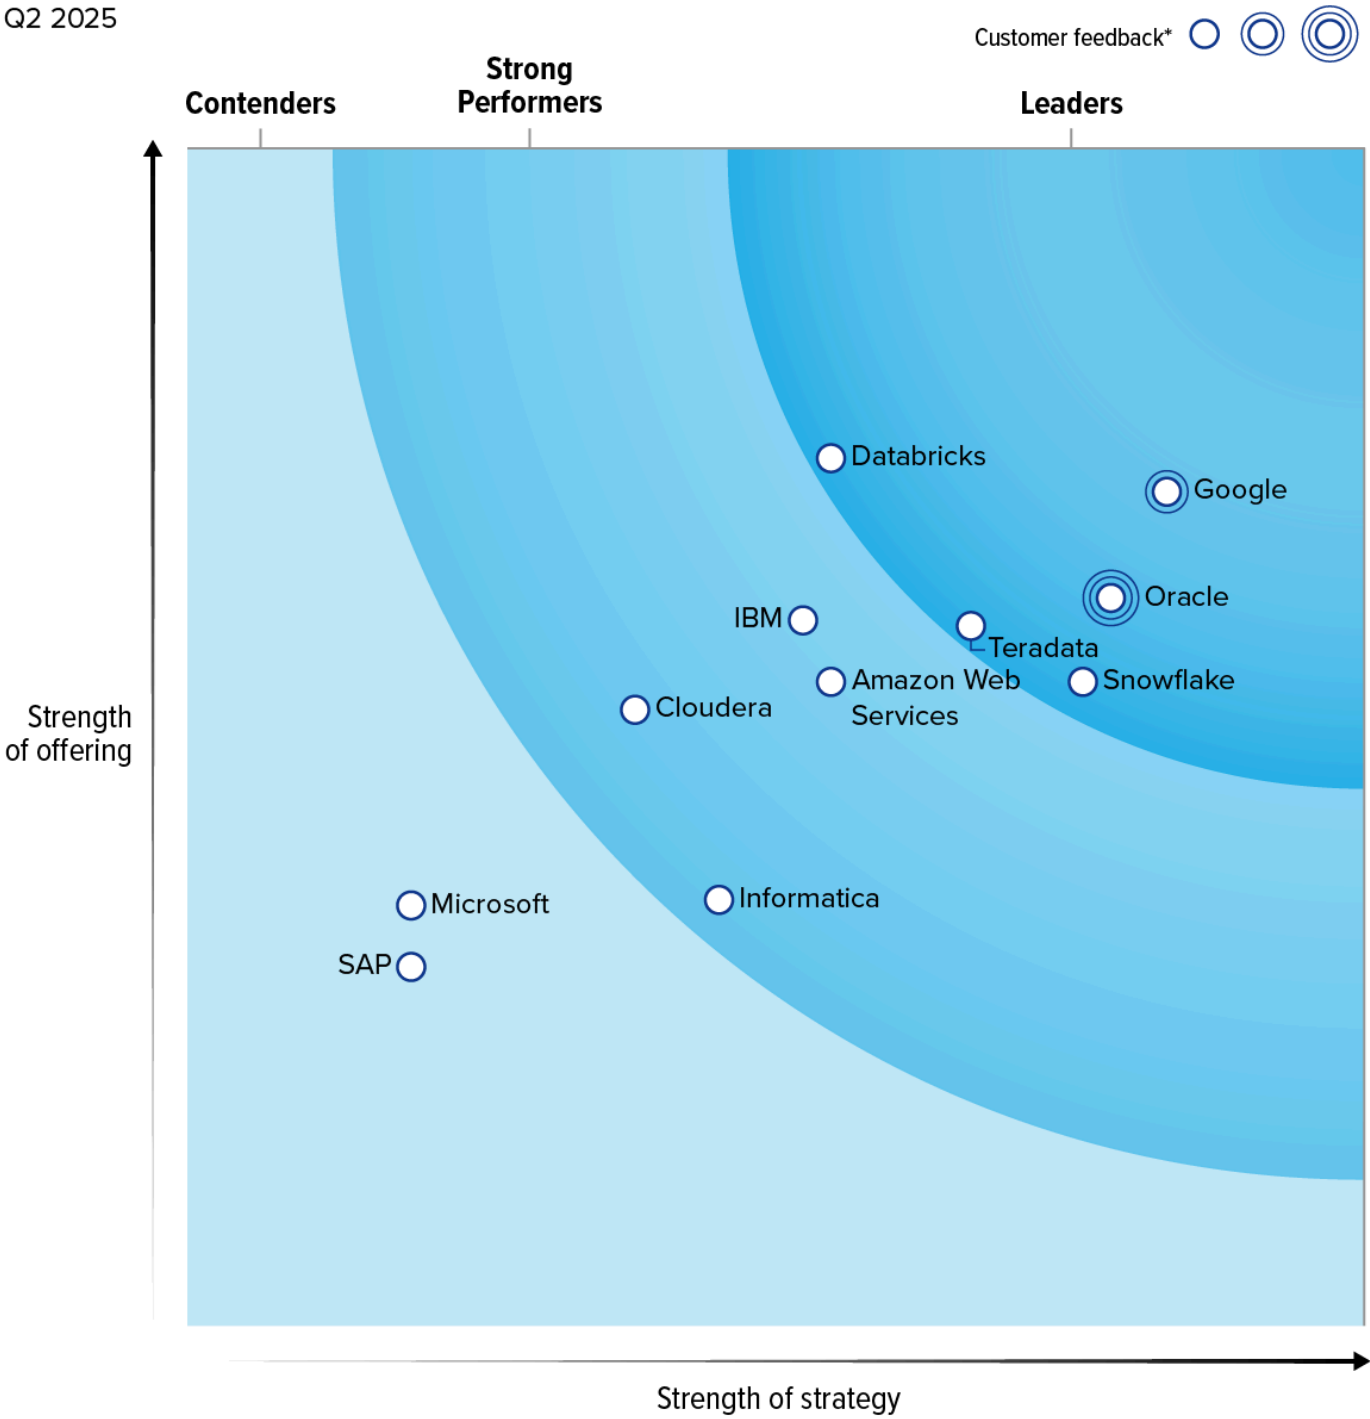 Q2 2025
Customer feedback*
Contenders
Strong
Performers
Leaders
Databricks
Google
Oracle
IBM
Teradata
Amazon Web
Services
Snowflake
Cloudera
Strength
of offering
Informatica
Microsoft
SAP
Strength of strategy